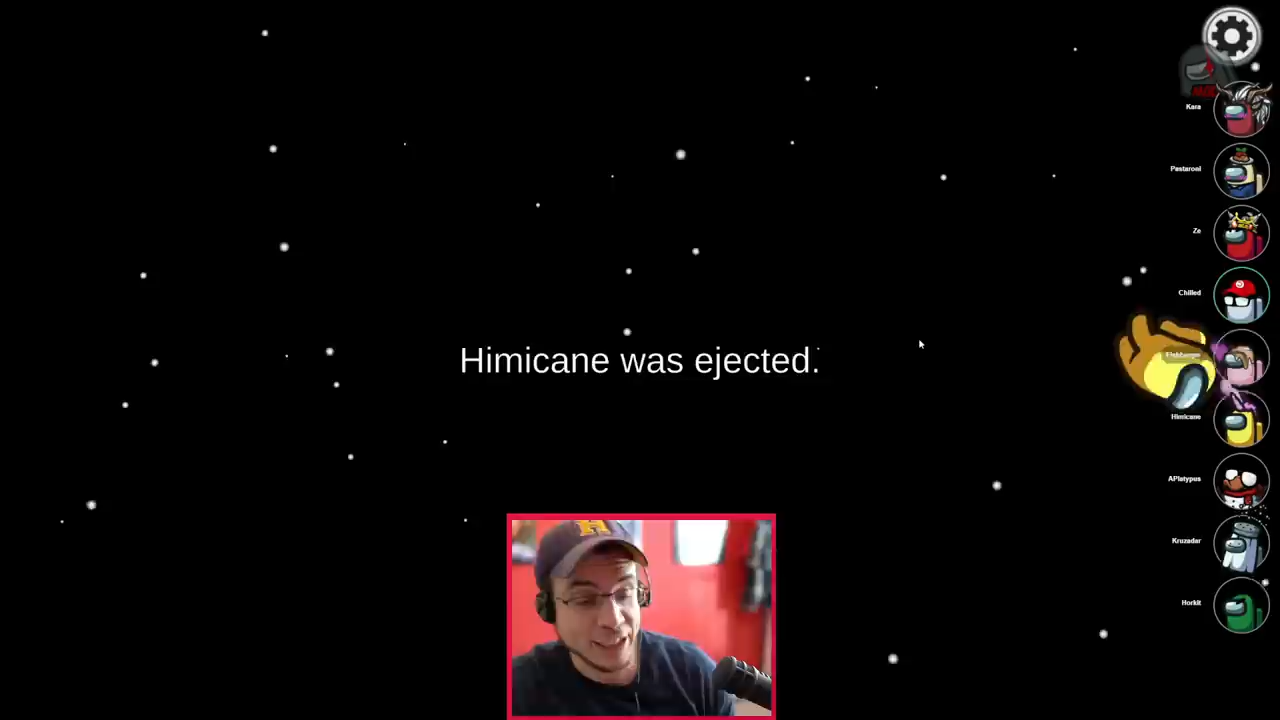 Kara
Pastaroni
Ze
Chilled
Himicane was ejected.
Himicane
APlatypus
Kruzadar
Horkit
H